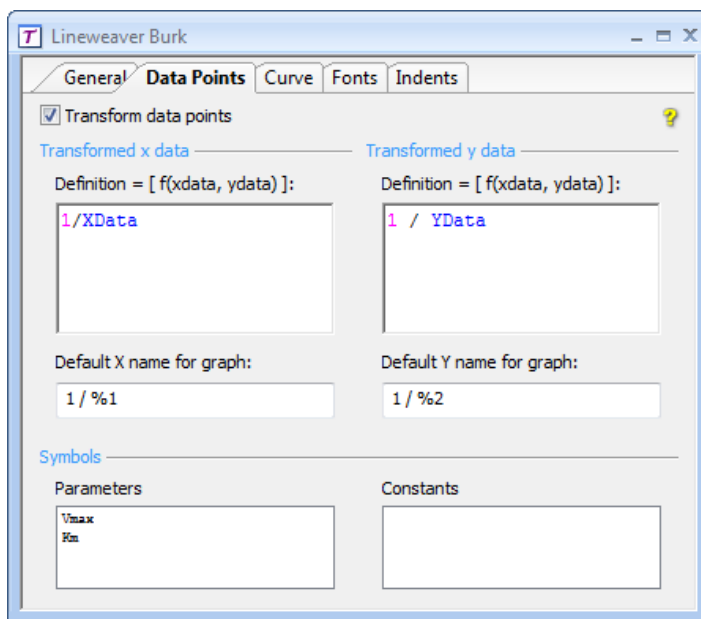 T Lineweaver Burk
General Data Points Curve Fonts Indents
Transform data points ?
Transformed x data Transformed y data
Definition = [ f(xdata, ydata) ]: Definition = [ f(xdata, ydata) ]:
1/XData 1 / YData
Default X name for graph: Default Y name for graph:
1 / %1 1 / %2
Symbols
Parameters Constants
Vmax
Km